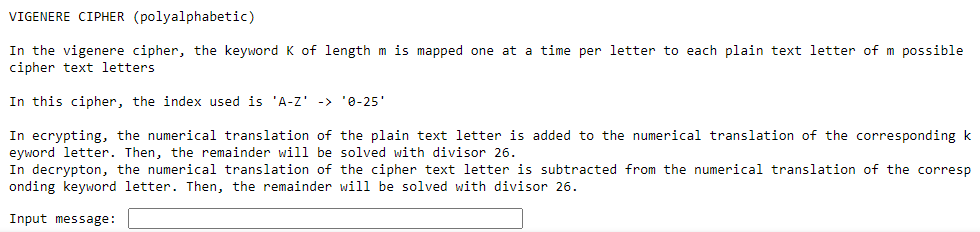 VIGENERE CIPHER (polyalphabetic)
In the vigenere cipher, the keyword K of length m is mapped one at a time per letter to each plain text letter of m possible
cipher text letters
In this cipher, the index used is 'A-Z' -> '0-25'
In ecrypting, the numerical translation of the plain text letter is added to the numerical translation of the corresponding k
eyword letter. Then, the remainder will be solved with divisor 26.
In decrypton, the numerical translation of the cipher text letter is subtracted from the numerical translation of the corresp
onding keyword letter. Then, the remainder will be solved with divisor 26.
Input message: